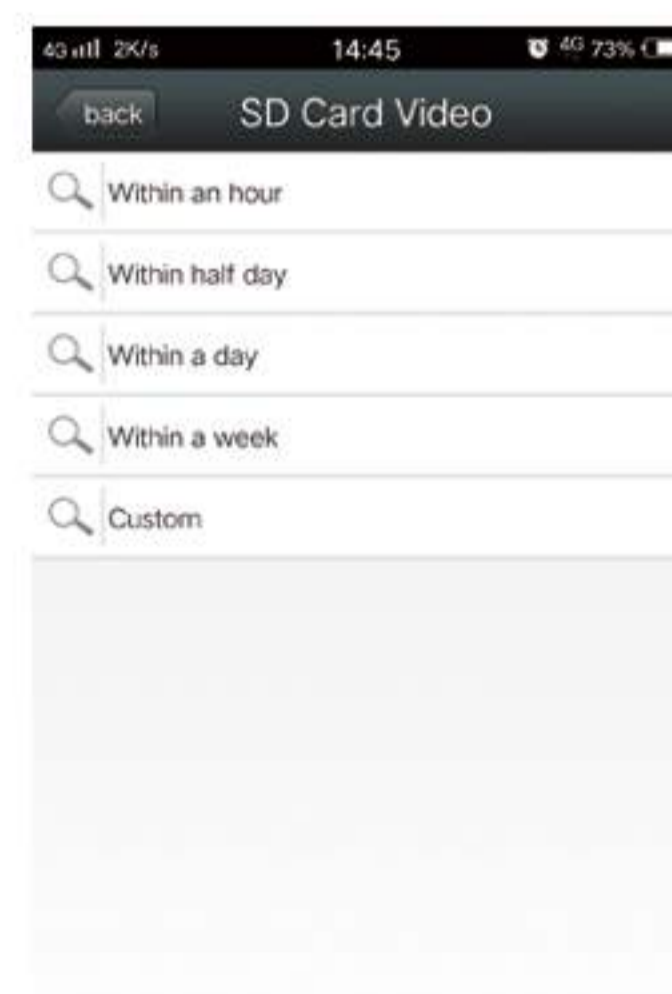 4G 2K/s 14:45 4G 73%
back SD Card Video
Within an hour
Within half day
Within a day
Within a week
Custom